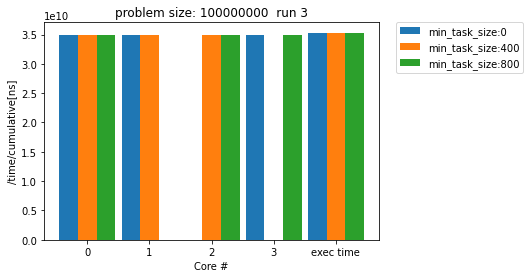 problem size: 100000000  run 3
1e10
3.5
3.0
2.5
2.0
1.5
1.0
0.5
0.0
/time/cumulative[ns]
0
1
2
3
exec time
Core #
min_task_size:0
min_task_size:400
min_task_size:800